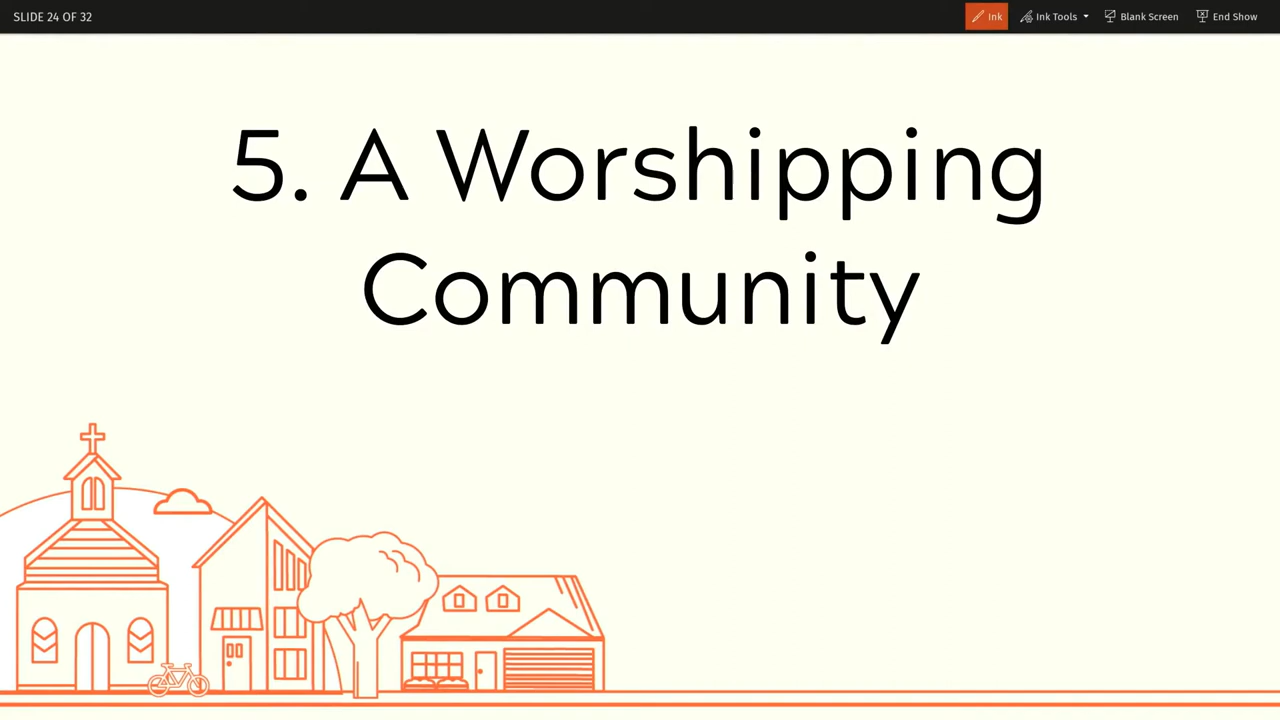 SLIDE 24 OF 32
Ink
Ink Tools
Blank Screen
End Show
5. A Worshipping
Community